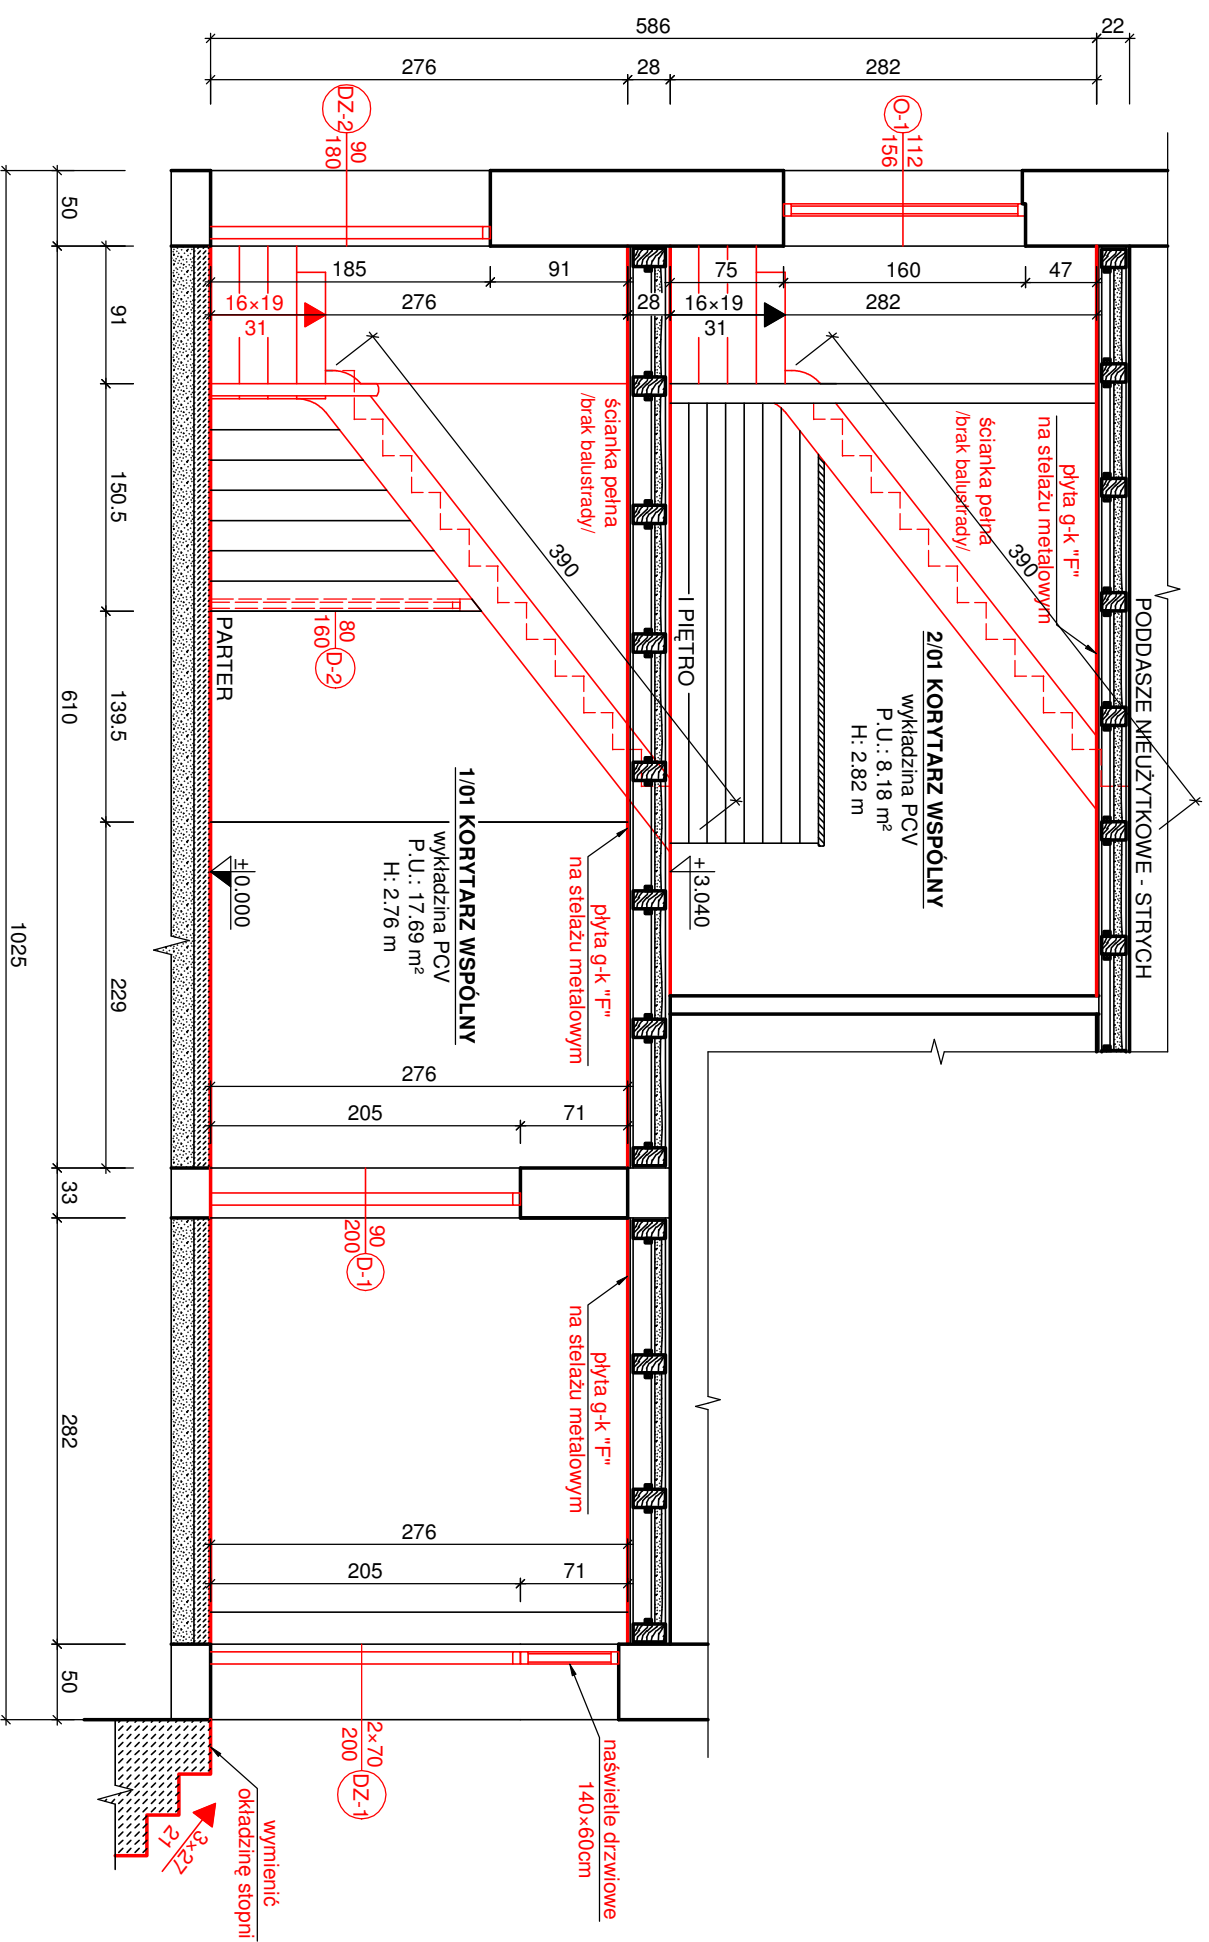 586
22
276
28
282
DZ-2
90
180
O-1
112
156
PODDASZE NIEUŻYTKOWE - STRYCH
płyta g-k "F"
na stelażu metalowym
ścianka pełna
/brak balustrady/
390
2/01 KORYTARZ WSPÓLNY
wykładzina PCV
P.U.: 8.18 m²
H: 2.82 m
75
160
47
28
282
16×19
31
I PIĘTRO
+3.040
185
91
276
16×19
31
ścianka pełna
/brak balustrady/
390
80
160
D-2
PARTER
1/01 KORYTARZ WSPÓLNY
wykładzina PCV
P.U.: 17.69 m²
H: 2.76 m
±0.000
płyta g-k "F"
na stelażu metalowym
276
205
71
90
200
D-1
płyta g-k "F"
na stelażu metalowym
276
205
71
2×70
200
DZ-1
naświetle drzwiowe
140×60cm
wymienić
okładzinę stopni
3×27
21
91
150.5
139.5
229
50
610
33
282
50
1025